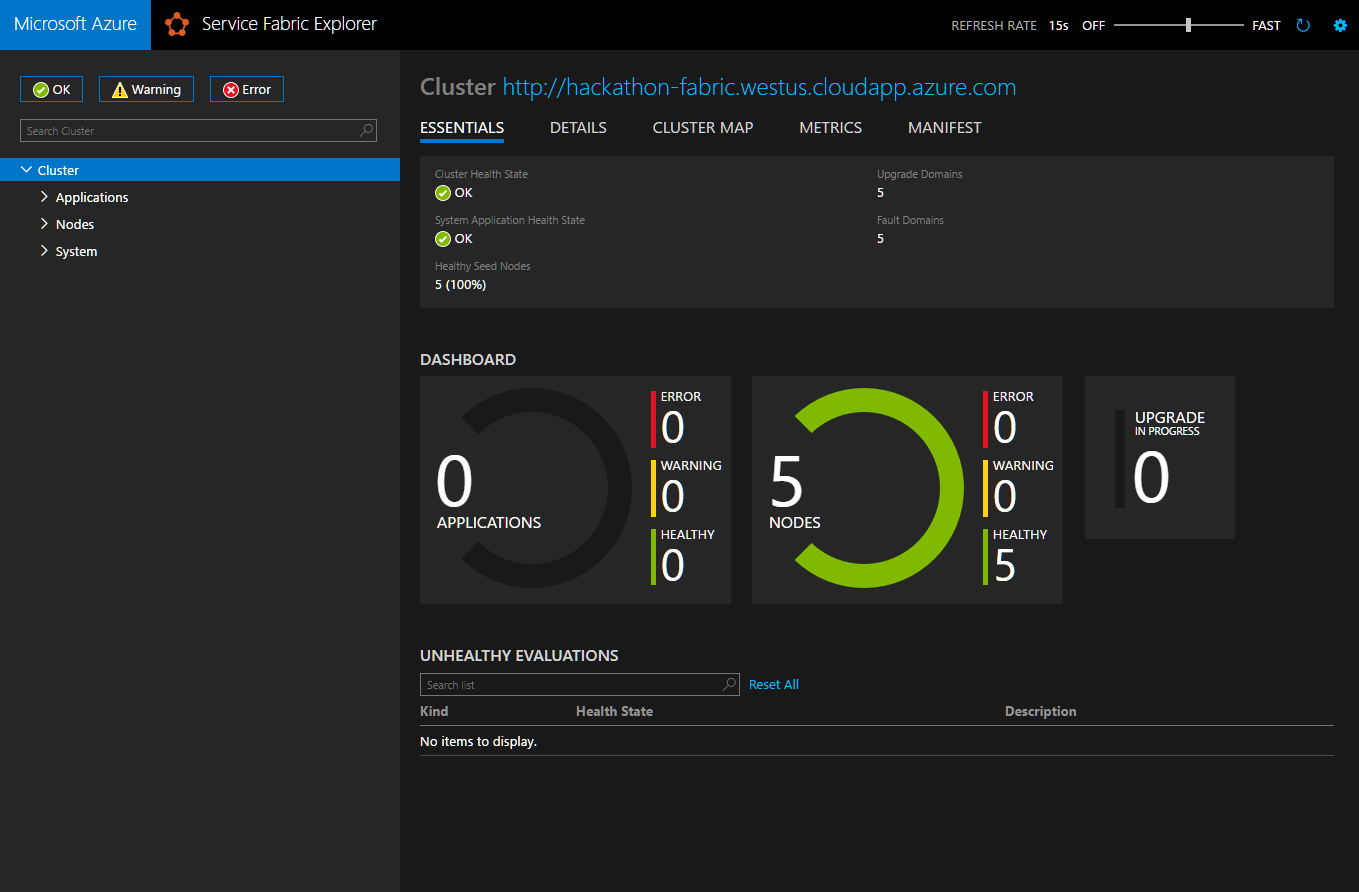 Microsoft Azure
Service Fabric Explorer
REFRESH RATE 15s OFF FAST
OK
Warning
Error
Search Cluster
Cluster
Applications
Nodes
System
Cluster http://hackathon-fabric.westus.cloudapp.azure.com
ESSENTIALS DETAILS CLUSTER MAP METRICS MANIFEST
Cluster Health State
OK
System Application Health State
OK
Healthy Seed Nodes
5 (100%)
Upgrade Domains
5
Fault Domains
5
DASHBOARD
0
APPLICATIONS
ERROR
0
WARNING
0
HEALTHY
0
5
NODES
ERROR
0
WARNING
0
HEALTHY
5
UPGRADE
IN PROGRESS
0
UNHEALTHY EVALUATIONS
Search list
Reset All
Kind Health State Description
No items to display.